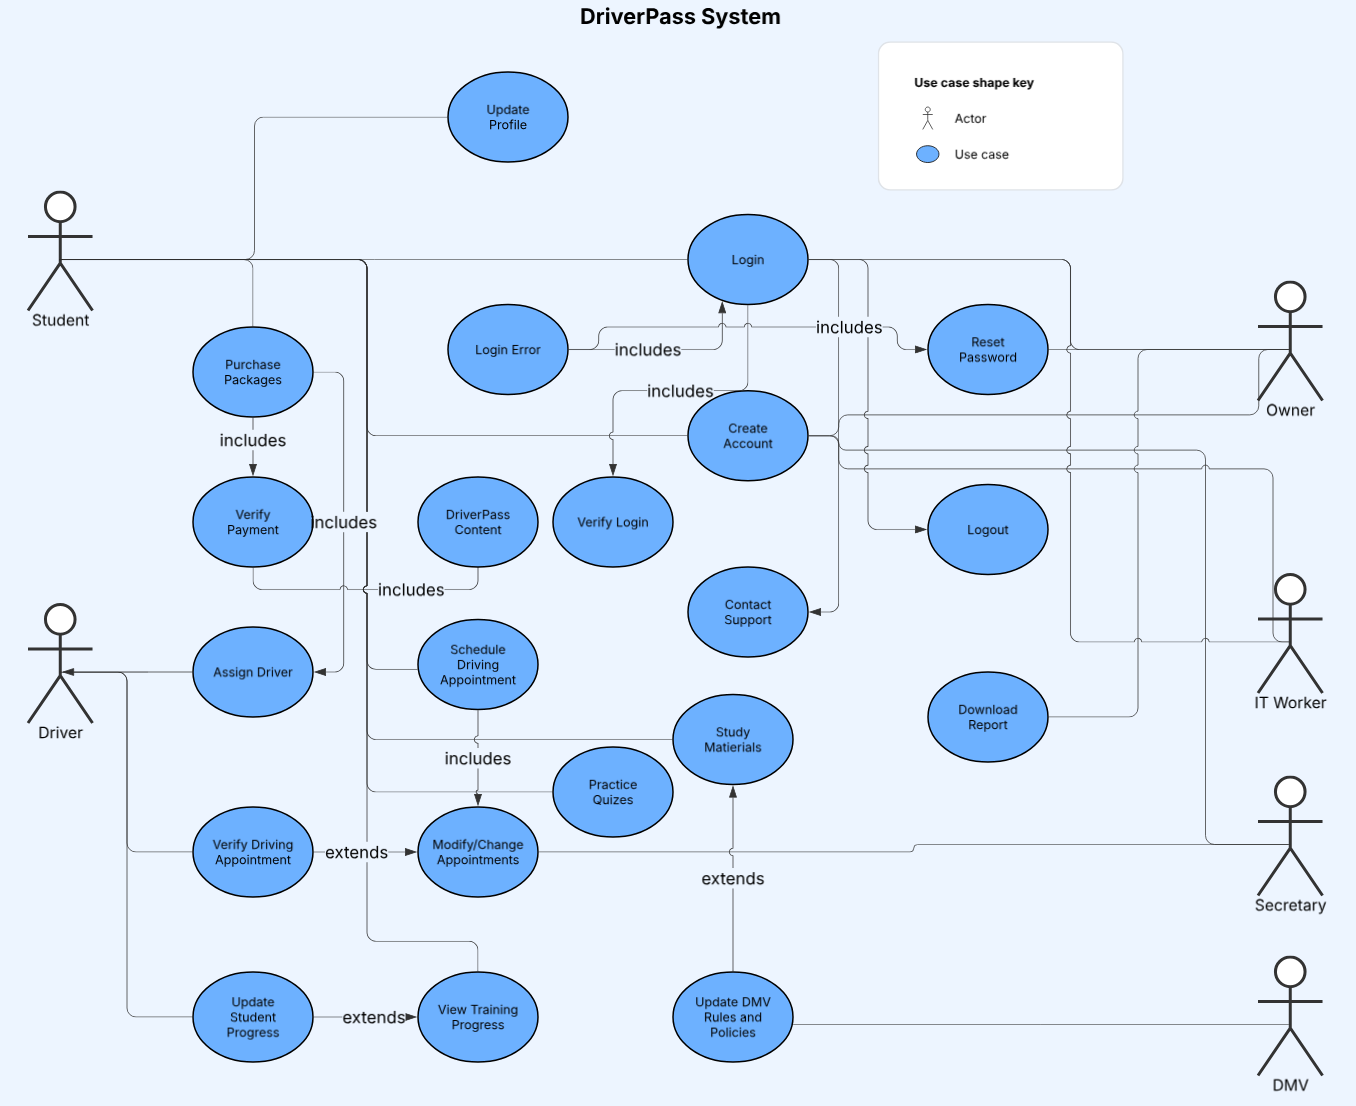 DriverPass System
Use case shape key
Actor
Use case
Update
Profile
Student
Login
Login Error
includes
includes
Reset
Password
Owner
Purchase
Packages
includes
includes
Create
Account
Verify
Payment
includes
DriverPass
Content
Verify Login
Logout
includes
Contact
Support
IT Worker
Driver
Assign Driver
Schedule
Driving
Appointment
includes
Study
Matierials
Download
Report
Practice
Quizes
Verify Driving
Appointment
extends
Modify/Change
Appointments
extends
Secretary
Update
Student
Progress
extends
View Training
Progress
Update DMV
Rules and
Policies
DMV